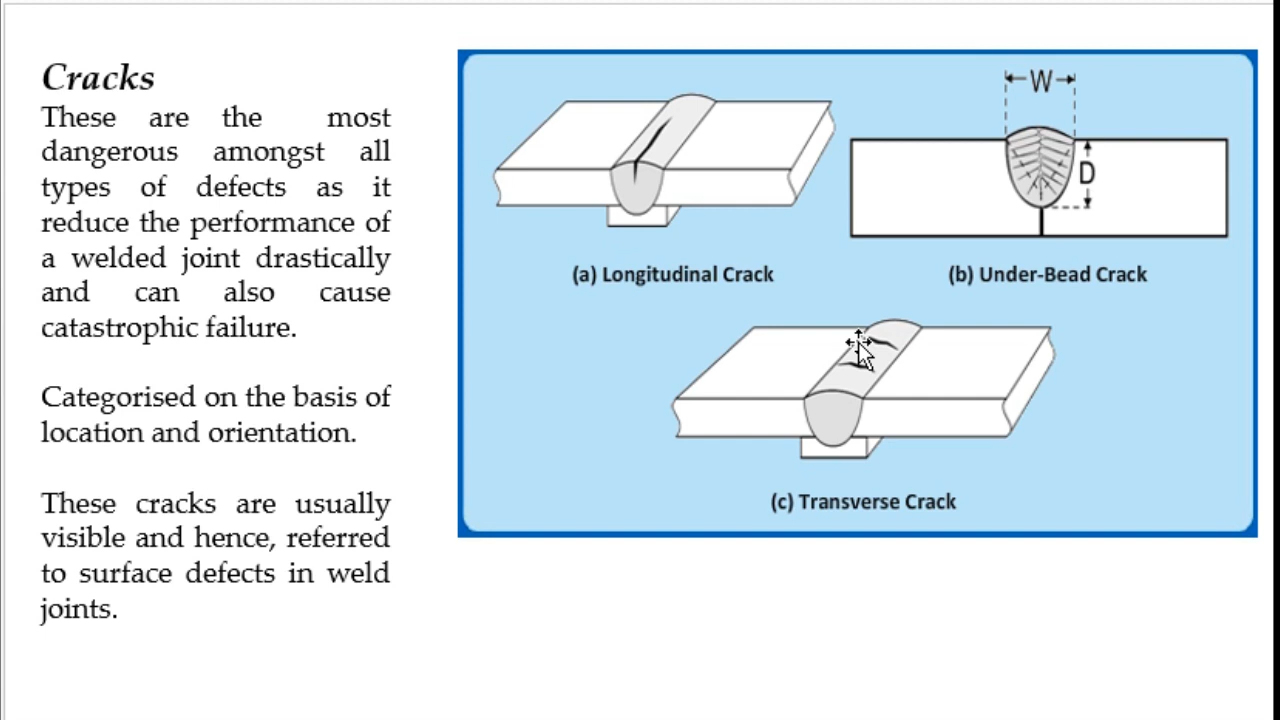 Cracks
These are the most
dangerous amongst all
types of defects as it
reduce the performance of
a welded joint drastically
and can also cause
catastrophic failure.
Categorised on the basis of
location and orientation.
These cracks are usually
visible and hence, referred
to surface defects in weld
joints.
W
D
(a) Longitudinal Crack
(b) Under-Bead Crack
(c) Transverse Crack